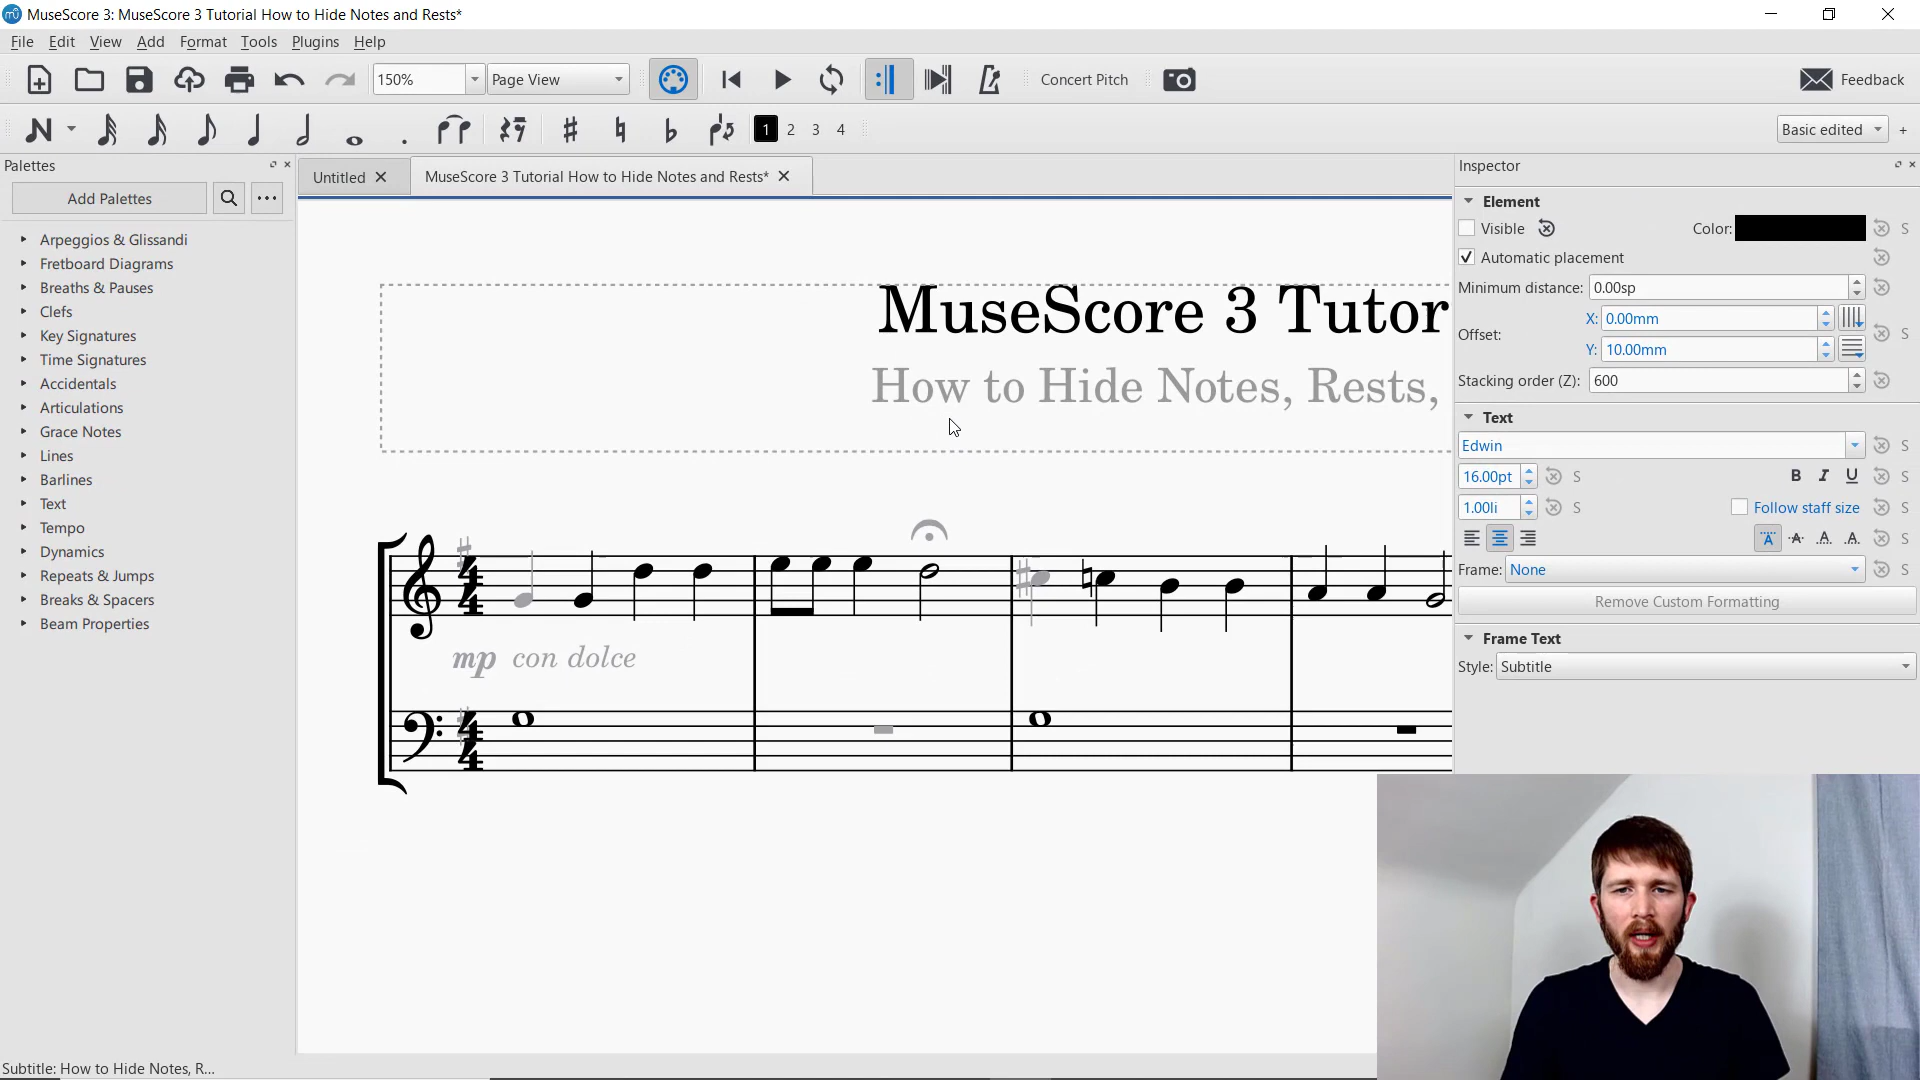 MuseScore 3: MuseScore 3 Tutorial How to Hide Notes and Rests*
File Edit View Add Format Tools Plugins Help
150% Page View Concert Pitch Feedback
1 2 3 4 Basic edited +
Palettes
Add Palettes
Arpeggios & Glissandi
Fretboard Diagrams
Breaths & Pauses
Clefs
Key Signatures
Time Signatures
Accidentals
Articulations
Grace Notes
Lines
Barlines
Text
Tempo
Dynamics
Repeats & Jumps
Breaks & Spacers
Beam Properties
Untitled MuseScore 3 Tutorial How to Hide Notes and Rests*
MuseScore 3 Tutor
How to Hide Notes, Rests,
mp con dolce
Inspector
Element
Visible Color: S
Automatic placement
Minimum distance: 0.00sp
Offset: X: 0.00mm
Y: 10.00mm
Stacking order (Z): 600
Text
Edwin S
16.00pt S B I U S
1.00li S Follow staff size S
S
Frame: None S
Remove Custom Formatting
Frame Text
Style: Subtitle
Subtitle: How to Hide Notes, R...